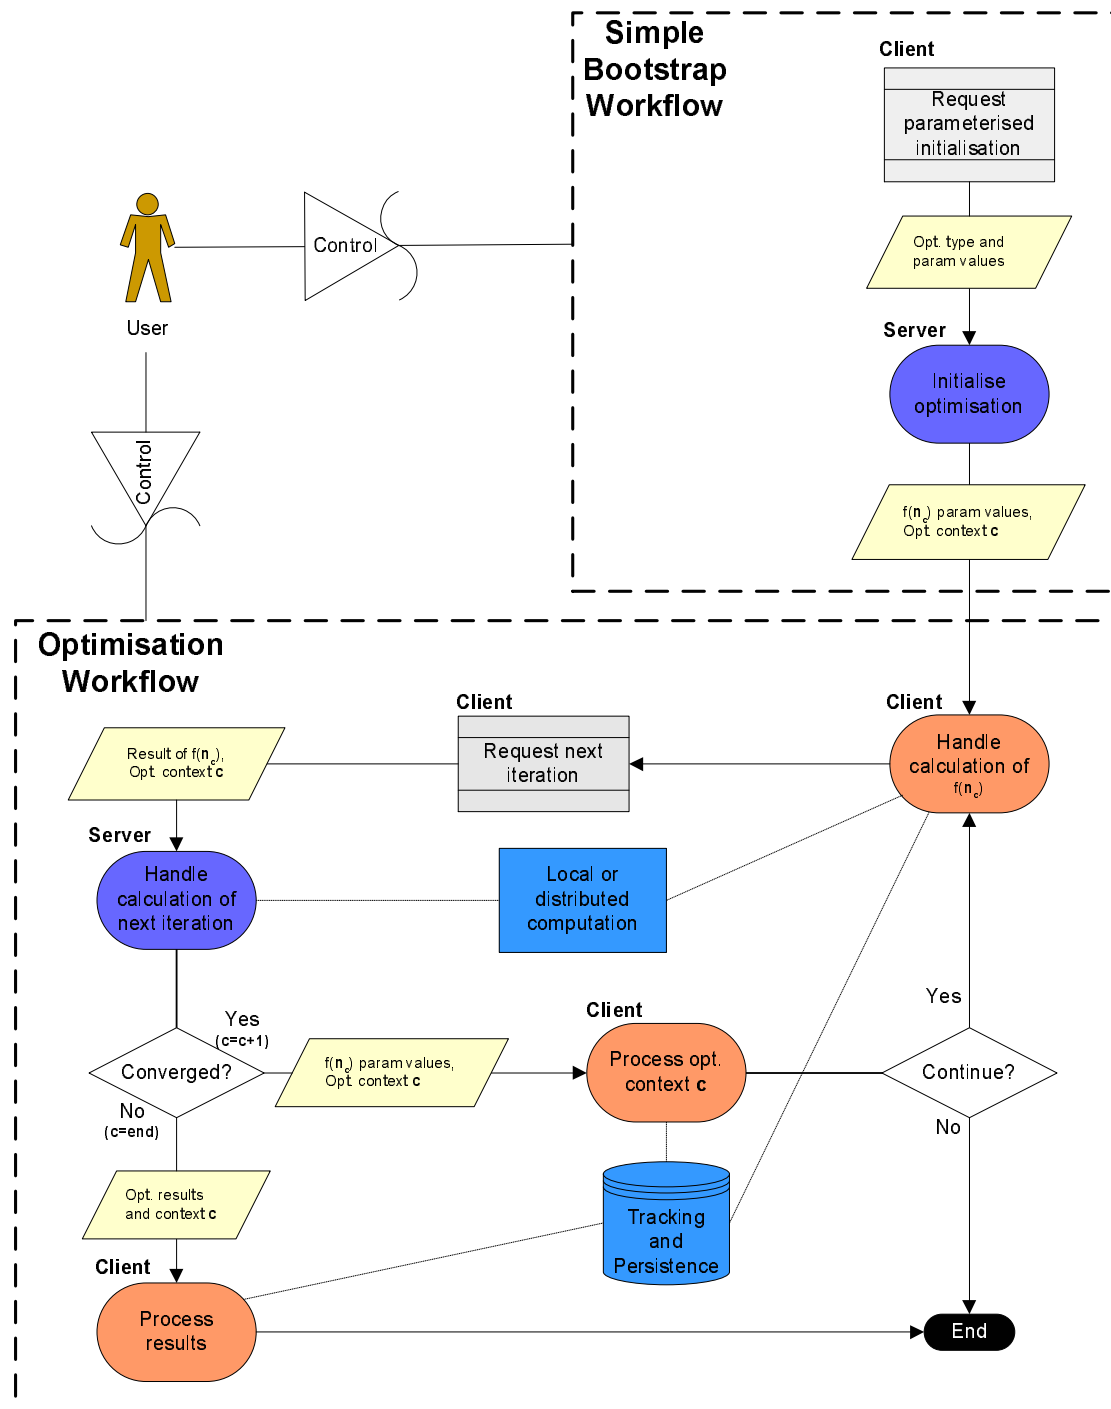 Simple
Bootstrap
Workflow
Client
Request
parameterised
initialisation
Opt. type and
param values
Server
Initialise
optimisation
f(nc) param values,
Opt. context c
Control
User
Control
Optimisation
Workflow
Client
Handle
calculation of
f(nc)
Client
Request next
iteration
Result of f(nc),
Opt. context c
Server
Handle
calculation of
next iteration
Local or
distributed
computation
Converged?
Yes
(c=c+1)
No
(c=end)
f(nc) param values,
Opt. context c
Client
Process opt.
context c
Continue?
Yes
No
Opt. results
and context c
Tracking
and
Persistence
Client
Process
results
End